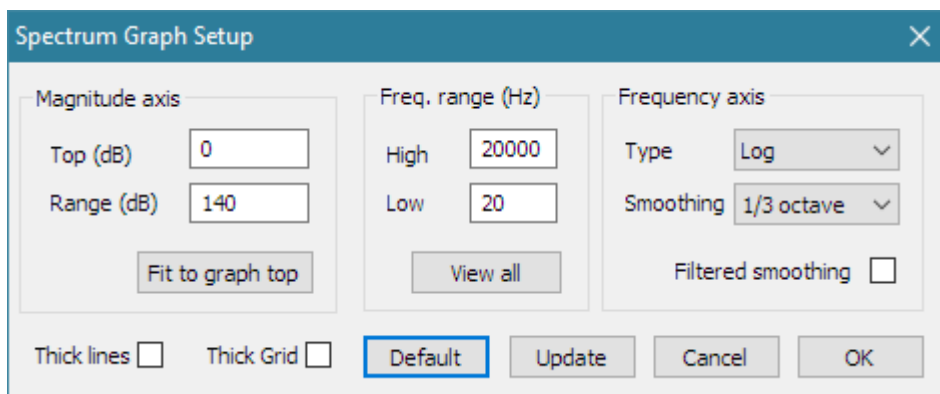 Spectrum Graph Setup
Magnitude axis
Top (dB) 0
Range (dB) 140
Fit to graph top
Freq. range (Hz)
High 20000
Low 20
View all
Frequency axis
Type Log
Smoothing 1/3 octave
Filtered smoothing
Thick lines Thick Grid Default Update Cancel OK